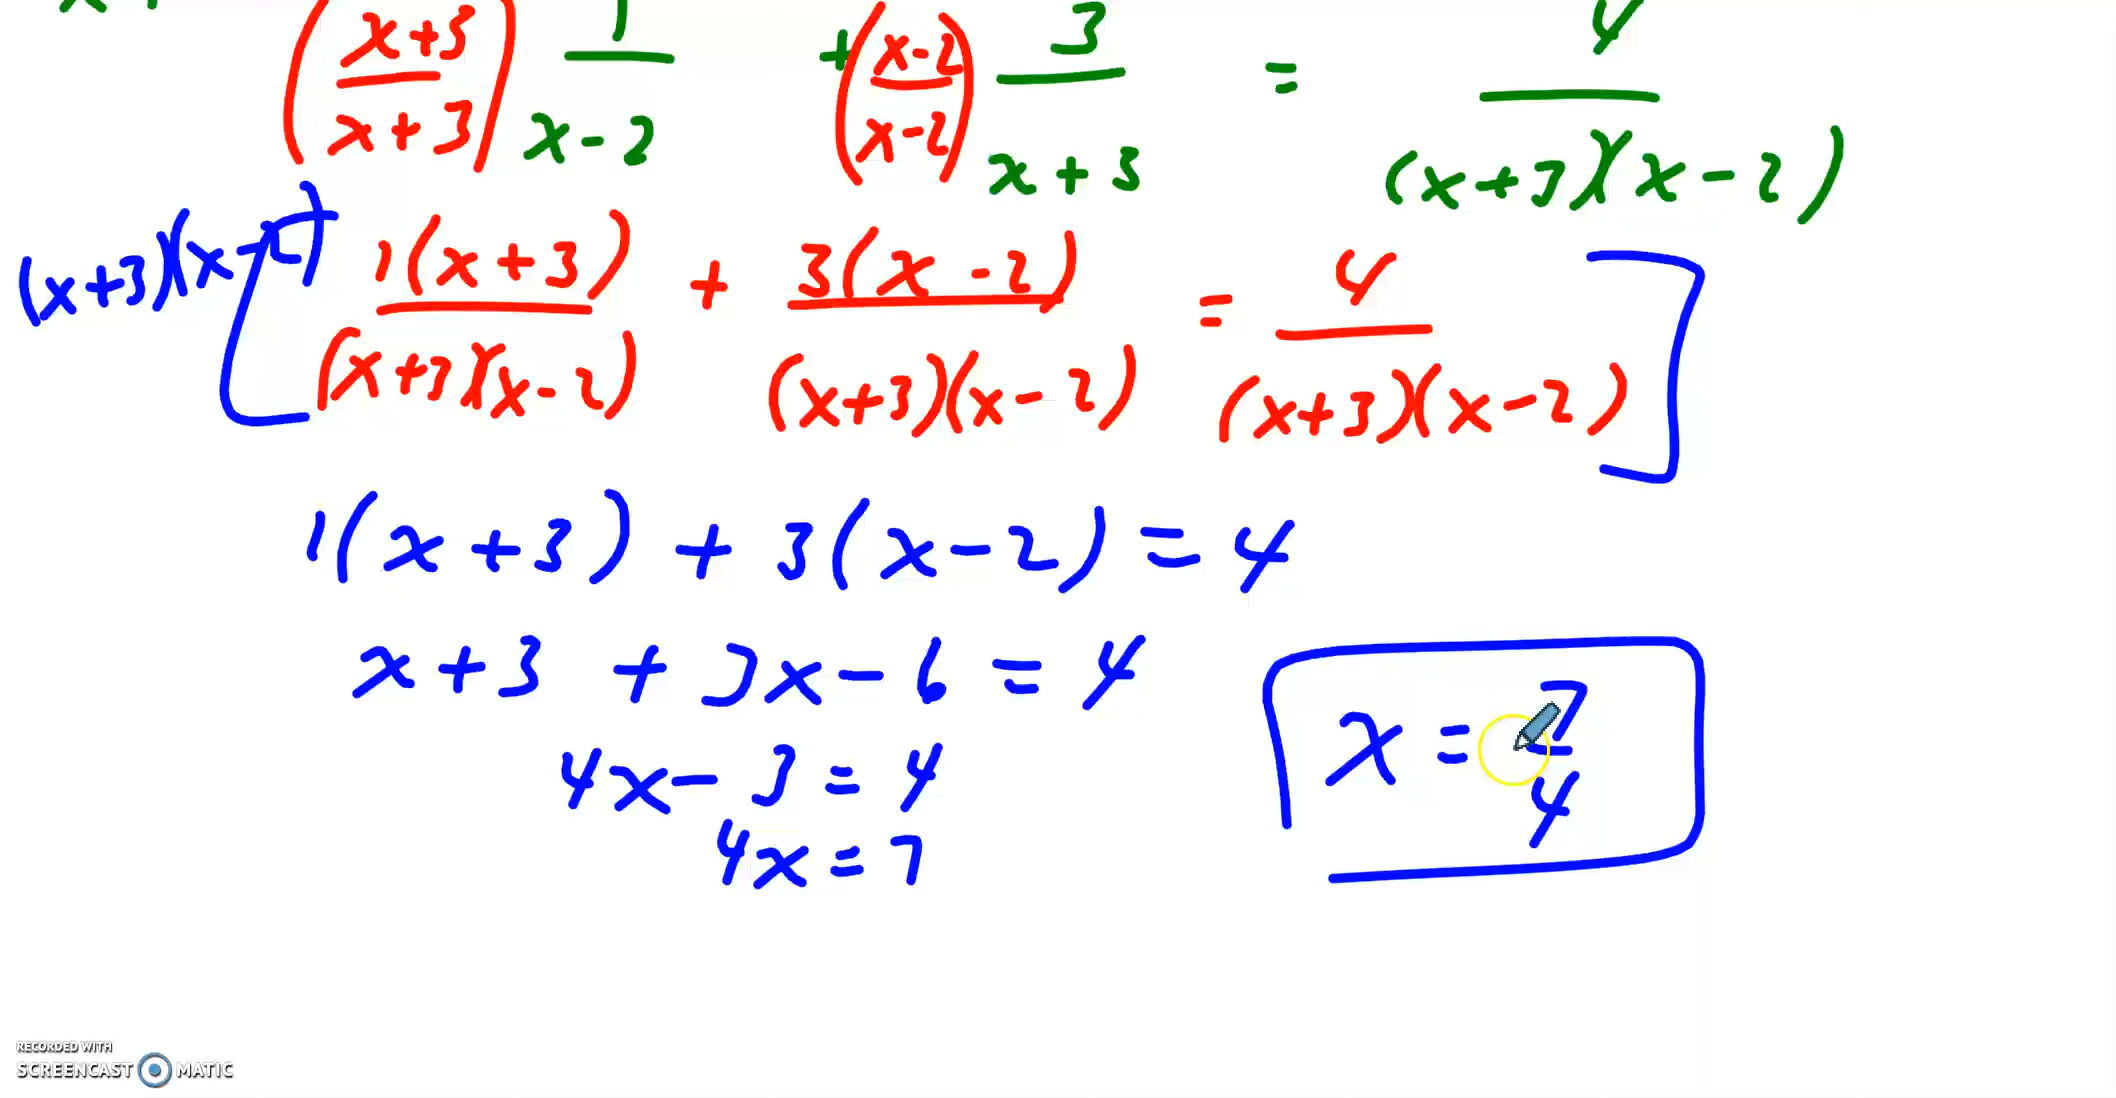 (x+3)/(x+3) 1/(x-2) + (x-2)/(x-2) 3/(x+3) = 4/((x+3)(x-2))
(x+3)(x-2) [ 1(x+3)/((x+3)(x-2)) + 3(x-2)/((x+3)(x-2)) = 4/((x+3)(x-2)) ]
1(x+3) + 3(x-2) = 4
x+3 + 3x-6 = 4
4x-3 = 4
4x = 7
x = 7/4
RECORDED WITH
SCREENCAST MATIC